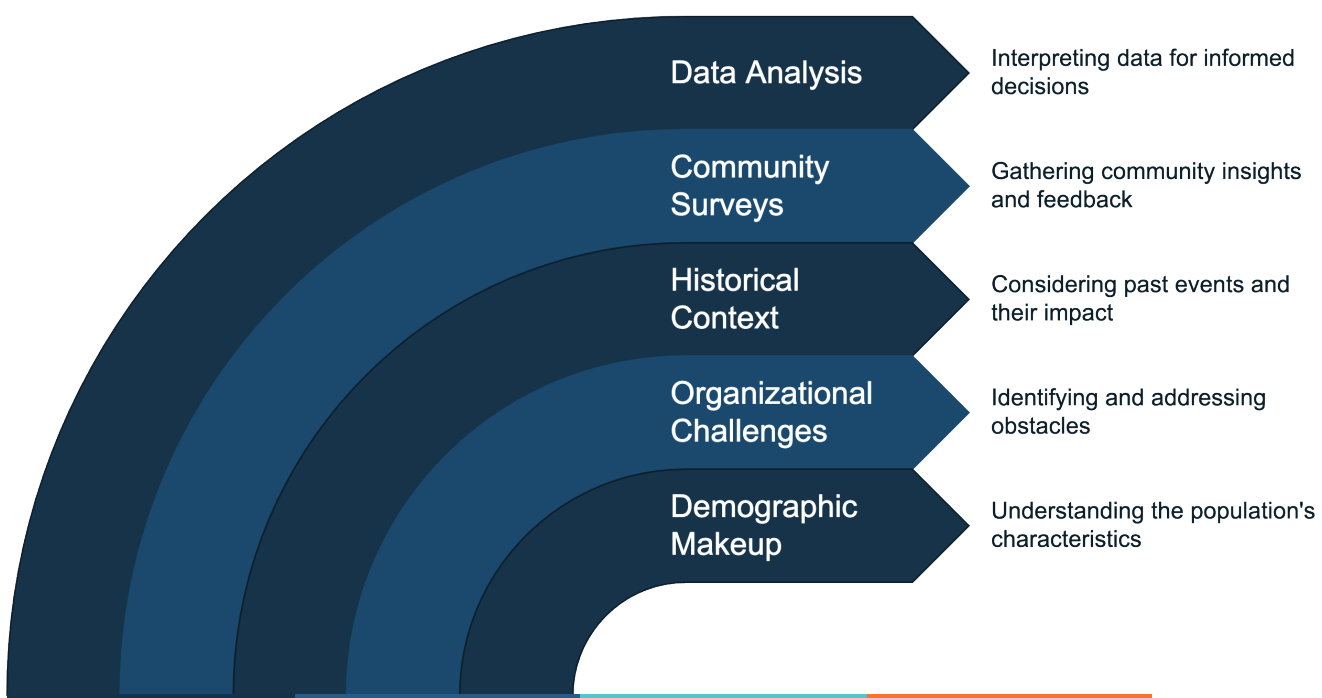 Data Analysis
Interpreting data for informed
decisions
Community
Surveys
Gathering community insights
and feedback
Historical
Context
Considering past events and
their impact
Organizational
Challenges
Identifying and addressing
obstacles
Demographic
Makeup
Understanding the population's
characteristics